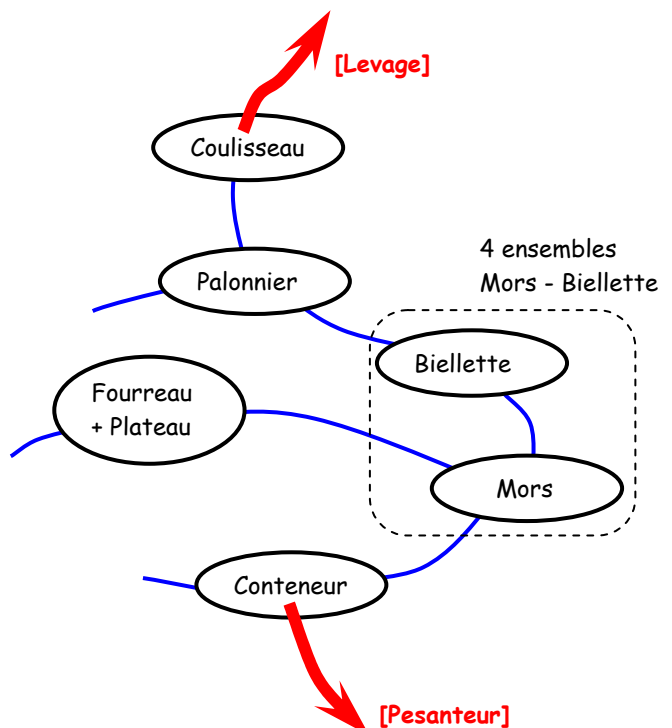 [Levage]
Coulisseau
4 ensembles
Mors - Biellette
Palonnier
Biellette
Fourreau
+ Plateau
Mors
Conteneur
[Pesanteur]